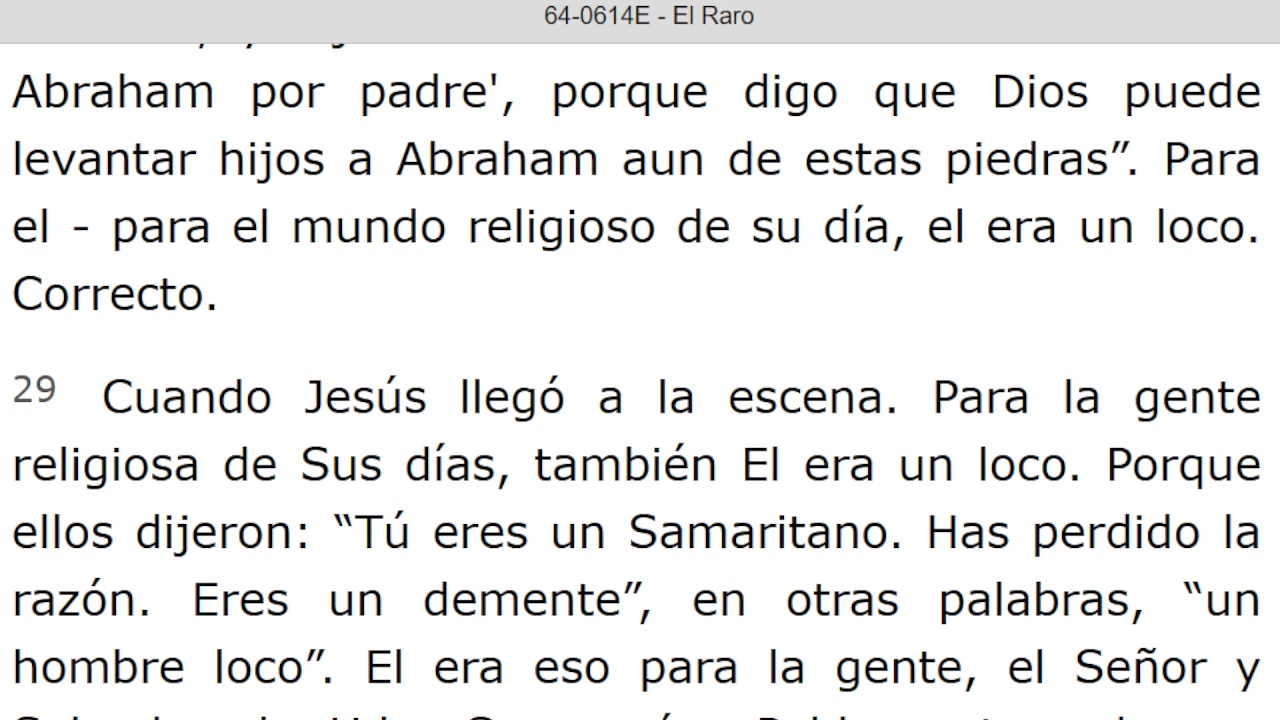 64-0614E - El Raro
Abraham por padre', porque digo que Dios puede
levantar hijos a Abraham aun de estas piedras”. Para
el - para el mundo religioso de su día, el era un loco.
Correcto.
29 Cuando Jesús llegó a la escena. Para la gente
religiosa de Sus días, también El era un loco. Porque
ellos dijeron: “Tú eres un Samaritano. Has perdido la
razón. Eres un demente”, en otras palabras, “un
hombre loco”. El era eso para la gente, el Señor y